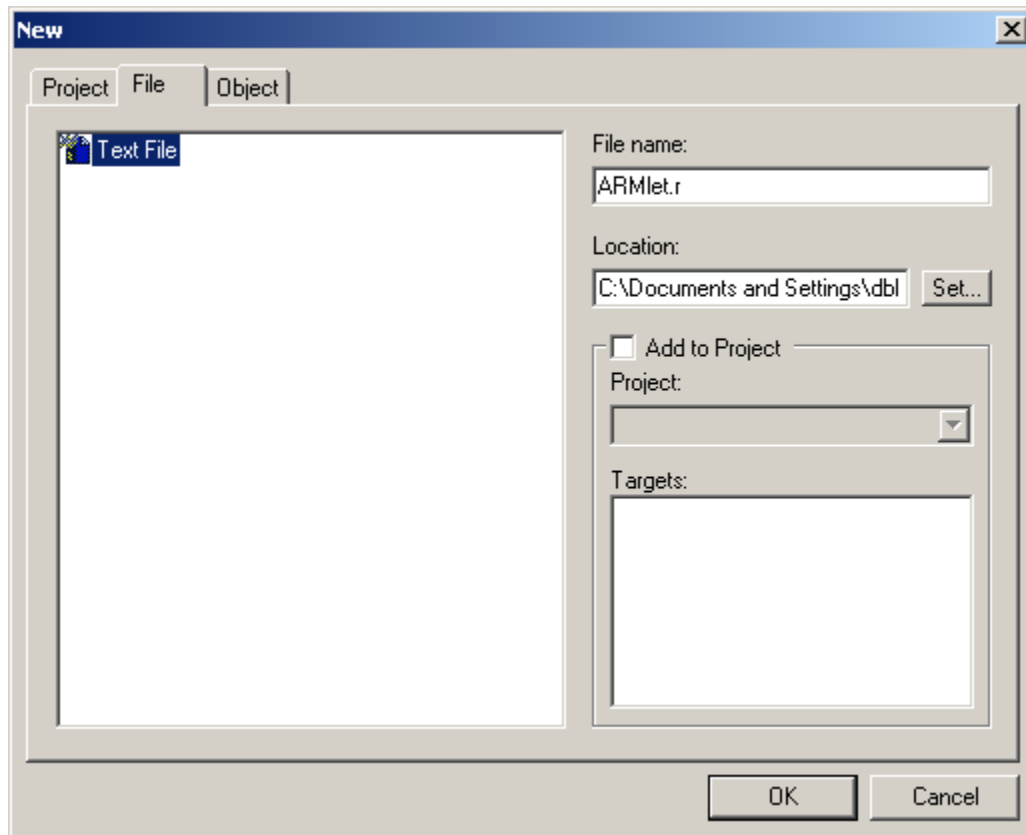 New
Project File Object
Text File
File name:
ARMlet.r
Location:
C:\Documents and Settings\dbl Set...
Add to Project
Project:
Targets:
OK Cancel